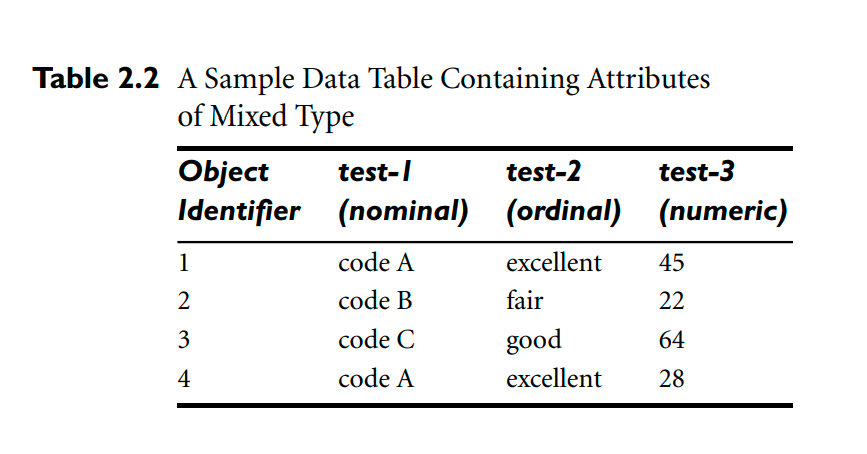 Table 2.2 A Sample Data Table Containing Attributes
of Mixed Type
Object test-1 test-2 test-3
Identifier (nominal) (ordinal) (numeric)
1 code A excellent 45
2 code B fair 22
3 code C good 64
4 code A excellent 28